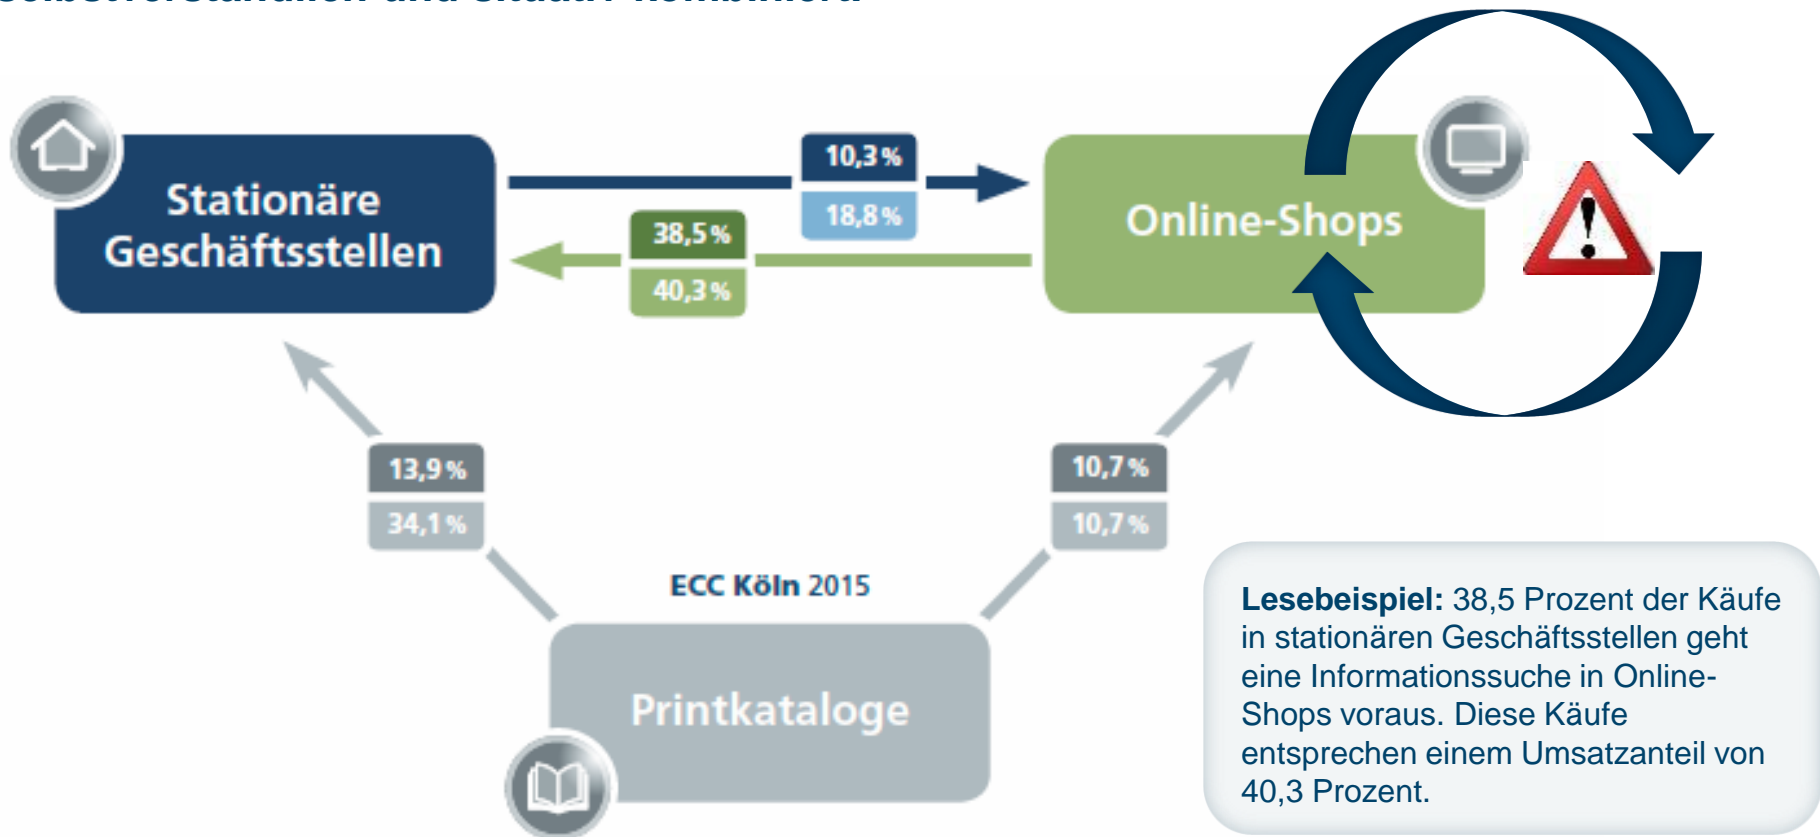 Stationäre
Geschäftsstellen
10,3 %
18,8 %
38,5 %
40,3 %
Online-Shops
13,9 %
34,1 %
10,7 %
10,7 %
ECC Köln 2015
Printkataloge
Lesebeispiel: 38,5 Prozent der Käufe
in stationären Geschäftsstellen geht
eine Informationssuche in Online-
Shops voraus. Diese Käufe
entsprechen einem Umsatzanteil von
40,3 Prozent.